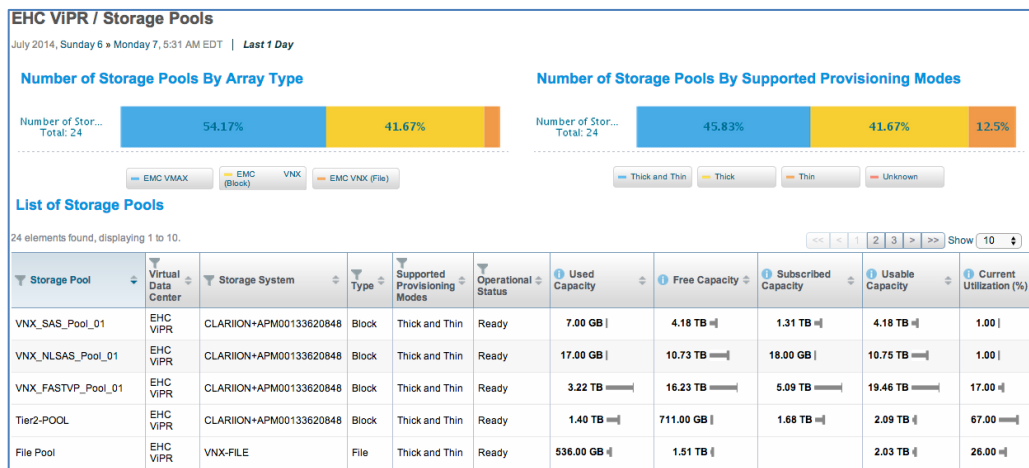 EHC ViPR / Storage Pools
July 2014, Sunday 6 » Monday 7, 5:31 AM EDT | Last 1 Day
Number of Storage Pools By Array Type
Number of Stor...
Total: 24
54.17%
41.67%
EMC VMAX
EMC VNX
(Block)
EMC VNX (File)
Number of Storage Pools By Supported Provisioning Modes
Number of Stor...
Total: 24
45.83%
41.67%
12.5%
Thick and Thin
Thick
Thin
Unknown
List of Storage Pools
24 elements found, displaying 1 to 10.
<< < 1 2 3 > >> Show 10
Storage Pool Virtual Data Center Storage System Type Supported Provisioning Modes Operational Status Used Capacity Free Capacity Subscribed Capacity Usable Capacity Current Utilization (%)
VNX_SAS_Pool_01 EHC ViPR CLARIION+APM00133620848 Block Thick and Thin Ready 7.00 GB 4.18 TB 1.31 TB 4.18 TB 1.00
VNX_NLSAS_Pool_01 EHC ViPR CLARIION+APM00133620848 Block Thick and Thin Ready 17.00 GB 10.73 TB 18.00 GB 10.75 TB 1.00
VNX_FASTVP_Pool_01 EHC ViPR CLARIION+APM00133620848 Block Thick and Thin Ready 3.22 TB 16.23 TB 5.09 TB 19.46 TB 17.00
Tier2-POOL EHC ViPR CLARIION+APM00133620848 Block Thick and Thin Ready 1.40 TB 711.00 GB 1.68 TB 2.09 TB 67.00
File Pool EHC ViPR VNX-FILE File Thick and Thin Ready 536.00 GB 1.51 TB 2.03 TB 26.00